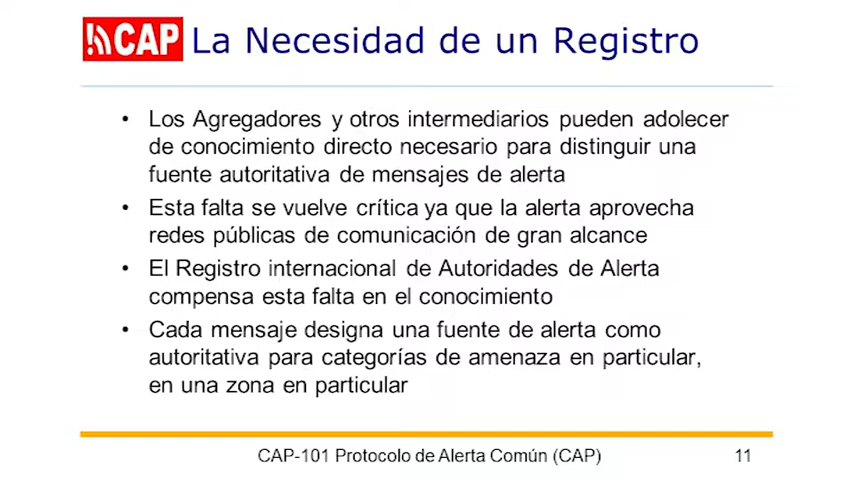 CAP La Necesidad de un Registro
• Los Agregadores y otros intermediarios pueden adolecer
de conocimiento directo necesario para distinguir una
fuente autoritativa de mensajes de alerta
• Esta falta se vuelve crítica ya que la alerta aprovecha
redes públicas de comunicación de gran alcance
• El Registro internacional de Autoridades de Alerta
compensa esta falta en el conocimiento
• Cada mensaje designa una fuente de alerta como
autoritativa para categorías de amenaza en particular,
en una zona en particular
CAP-101 Protocolo de Alerta Común (CAP) 11